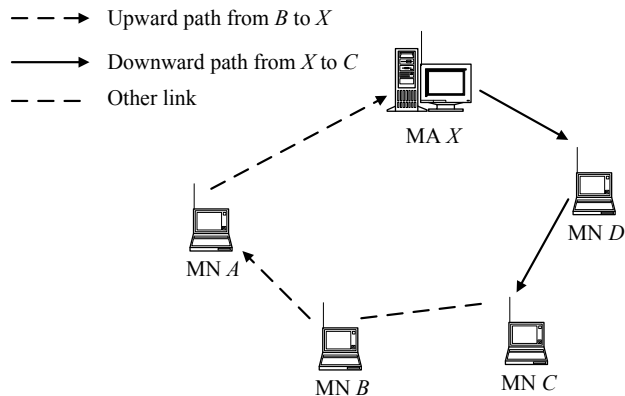 Upward path from B to X
Downward path from X to C
Other link
MA X
MN D
MN A
MN B
MN C